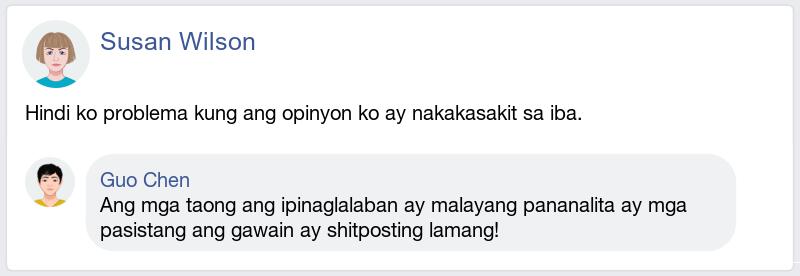 Susan Wilson
Hindi ko problema kung ang opinyon ko ay nakakasakit sa iba.
Guo Chen
Ang mga taong ang ipinaglalaban ay malayang pananalita ay mga
pasistang ang gawain ay shitposting lamang!